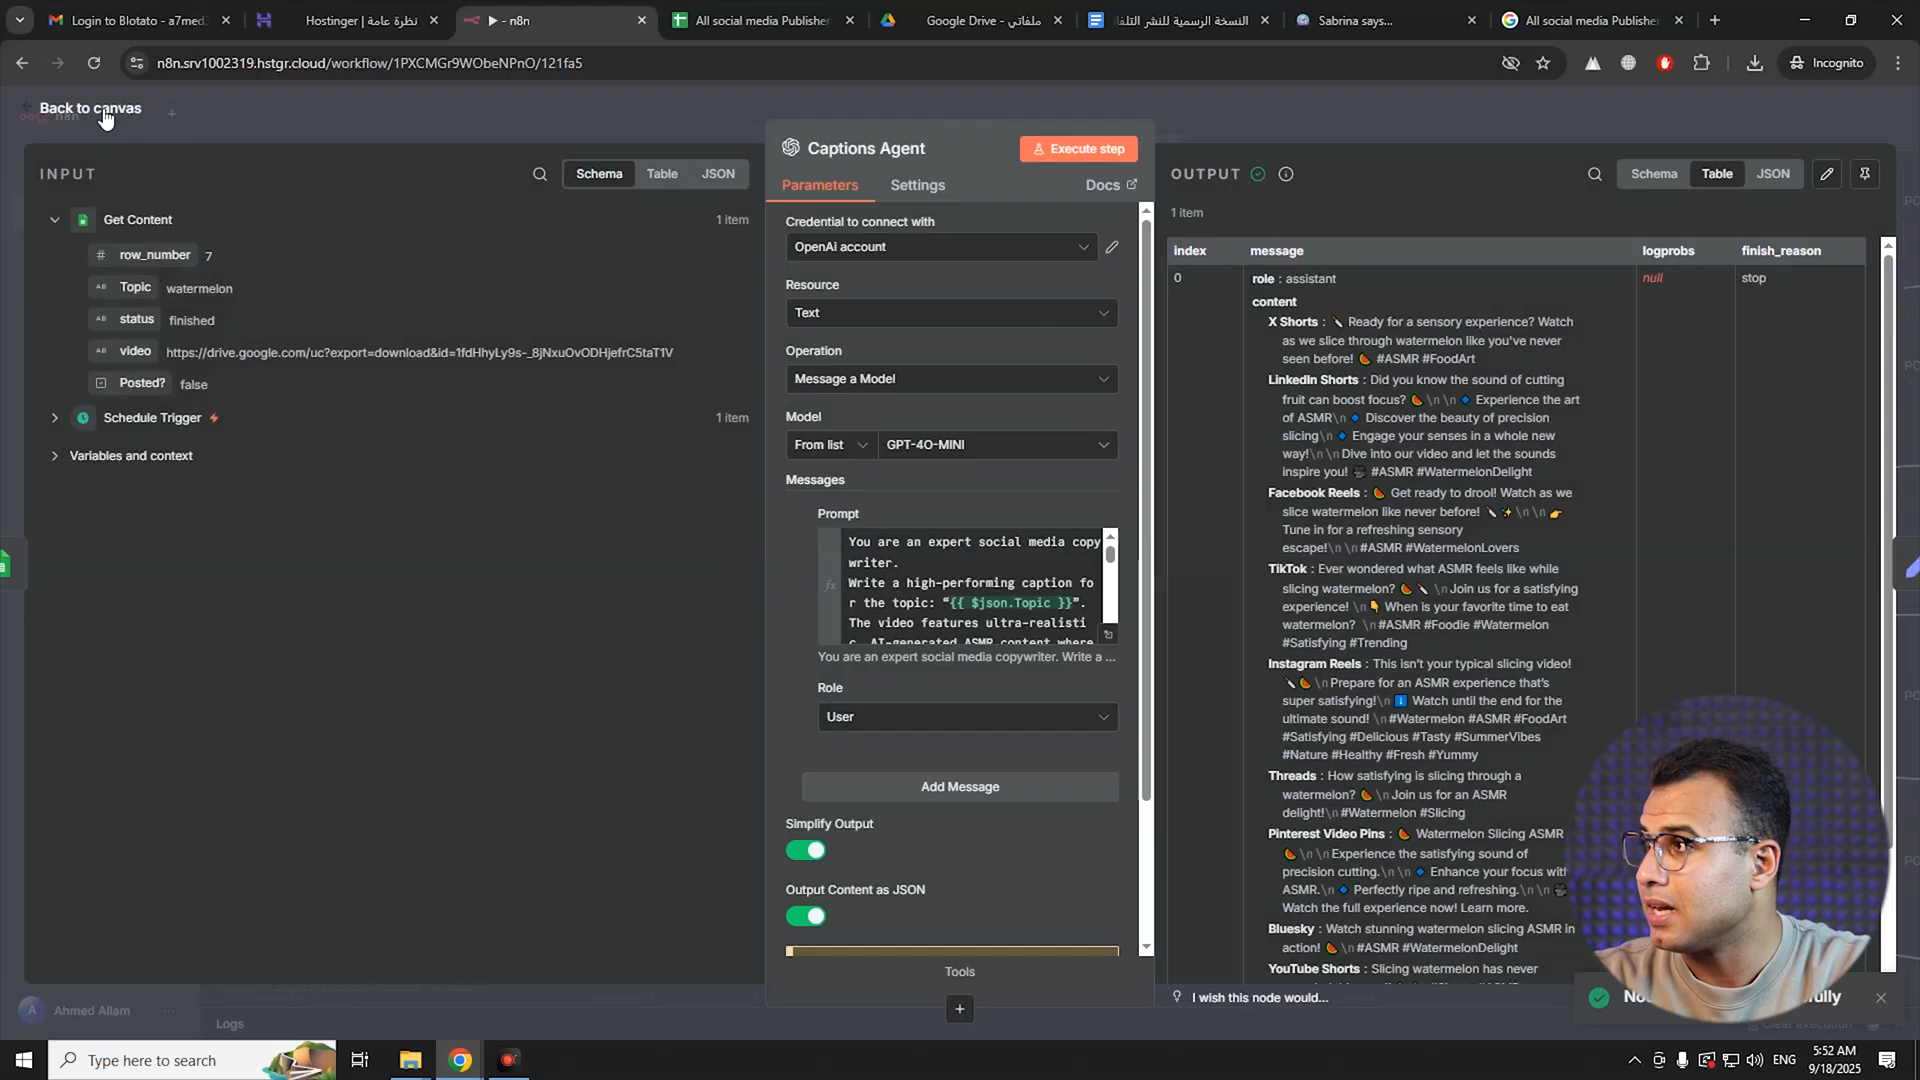 Login to Blotato - a7med
Hostinger | نظرة عامة
▶ - n8n
All social media Publisher
Google Drive - ملفاتي
النسخة الرسمية للنشر التلقا
Sabrina says...
All social media Publisher
n8n.srv1002319.hstgr.cloud/workflow/1PXCMGr9WObeNPnO/121fa5
Incognito
Back to canvas
n8n
INPUT
Schema
Table
JSON
Get Content
1 item
row_number 7
Topic watermelon
status finished
video https://drive.google.com/uc?export=download&id=1fdHhyLy9s-_8jNxuOvODHjefrC5taT1V
Posted? false
Schedule Trigger
1 item
Variables and context
Captions Agent
Execute step
Parameters
Settings
Docs
Credential to connect with
OpenAi account
Resource
Text
Operation
Message a Model
Model
From list
GPT-4O-MINI
Messages
Prompt
fx
You are an expert social media copy
writer.
Write a high-performing caption fo
r the topic: “{{ $json.Topic }}”.
The video features ultra-realisti
c, AI-generated ASMR content where
You are an expert social media copywriter. Write a ...
Role
User
Add Message
Simplify Output
Output Content as JSON
Tools
OUTPUT
Schema
Table
JSON
1 item
index message logprobs finish_reason
0 role : assistant null stop
content
X Shorts : 🔪 Ready for a sensory experience? Watch
as we slice through watermelon like you've never
seen before! 🍉 #ASMR #FoodArt
LinkedIn Shorts : Did you know the sound of cutting
fruit can boost focus? 🍉\n\n🔹 Experience the art
of ASMR\n🔹 Discover the beauty of precision
slicing\n🔹 Engage your senses in a whole new
way!\n\nDive into our video and let the sounds
inspire you! 🎥 #ASMR #WatermelonDelight
Facebook Reels : 🍉 Get ready to drool! Watch as we
slice watermelon like never before! 🔪✨\n\n👉
Tune in for a refreshing sensory
escape!\n\n#ASMR #WatermelonLovers
TikTok : Ever wondered what ASMR feels like while
slicing watermelon? 🍉🔪 \nJoin us for a satisfying
experience! \n👇 When is your favorite time to eat
watermelon? \n#ASMR #Foodie #Watermelon
#Satisfying #Trending
Instagram Reels : This isn’t your typical slicing video!
🔪🍉 \nPrepare for an ASMR experience that’s
super satisfying!\n⬇️ Watch until the end for the
ultimate sound! \n#Watermelon #ASMR #FoodArt
#Satisfying #Delicious #Tasty #SummerVibes
#Nature #Healthy #Fresh #Yummy
Threads : How satisfying is slicing through a
watermelon? 🍉\nJoin us for an ASMR
delight!\n#Watermelon #Slicing
Pinterest Video Pins : 🍉 Watermelon Slicing ASMR
🍉\n\nExperience the satisfying sound of
precision cutting.\n\n🔹 Enhance your focus with
ASMR.\n🔹 Perfectly ripe and refreshing.\n\n🎥
Watch the full experience now! Learn more.
Bluesky : Watch stunning watermelon slicing ASMR in
action! 🍉\n#ASMR #WatermelonDelight
YouTube Shorts : Slicing watermelon has never
I wish this node would...
Ahmed Allam
Logs
Type here to search
ENG
5:52 AM
9/18/2025